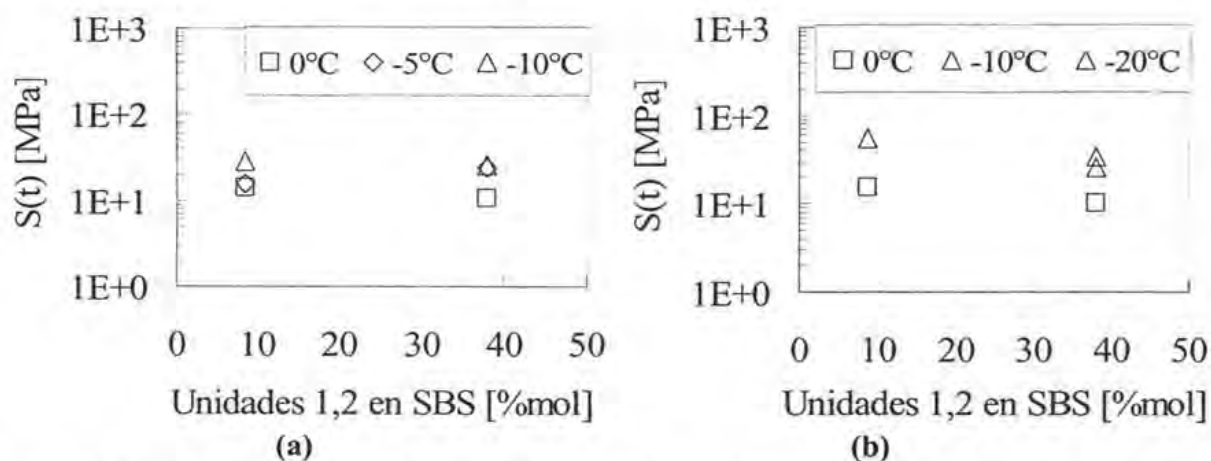 1E+3
1E+2
1E+1
1E+0
S(t) [MPa]
□ 0°C ◇ -5°C △ -10°C
0 10 20 30 40 50
Unidades 1,2 en SBS [%mol]
(a)
1E+3
1E+2
1E+1
1E+0
S(t) [MPa]
□ 0°C △ -10°C △ -20°C
0 10 20 30 40 50
Unidades 1,2 en SBS [%mol]
(b)